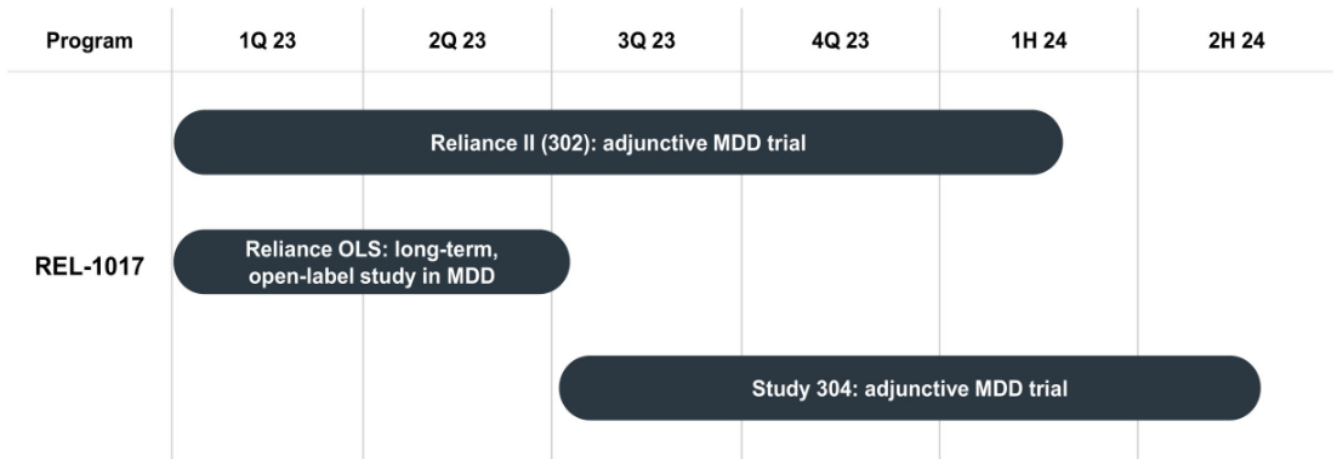 Program 1Q 23 2Q 23 3Q 23 4Q 23 1H 24 2H 24
Reliance II (302): adjunctive MDD trial
REL-1017
Reliance OLS: long-term,
open-label study in MDD
Study 304: adjunctive MDD trial